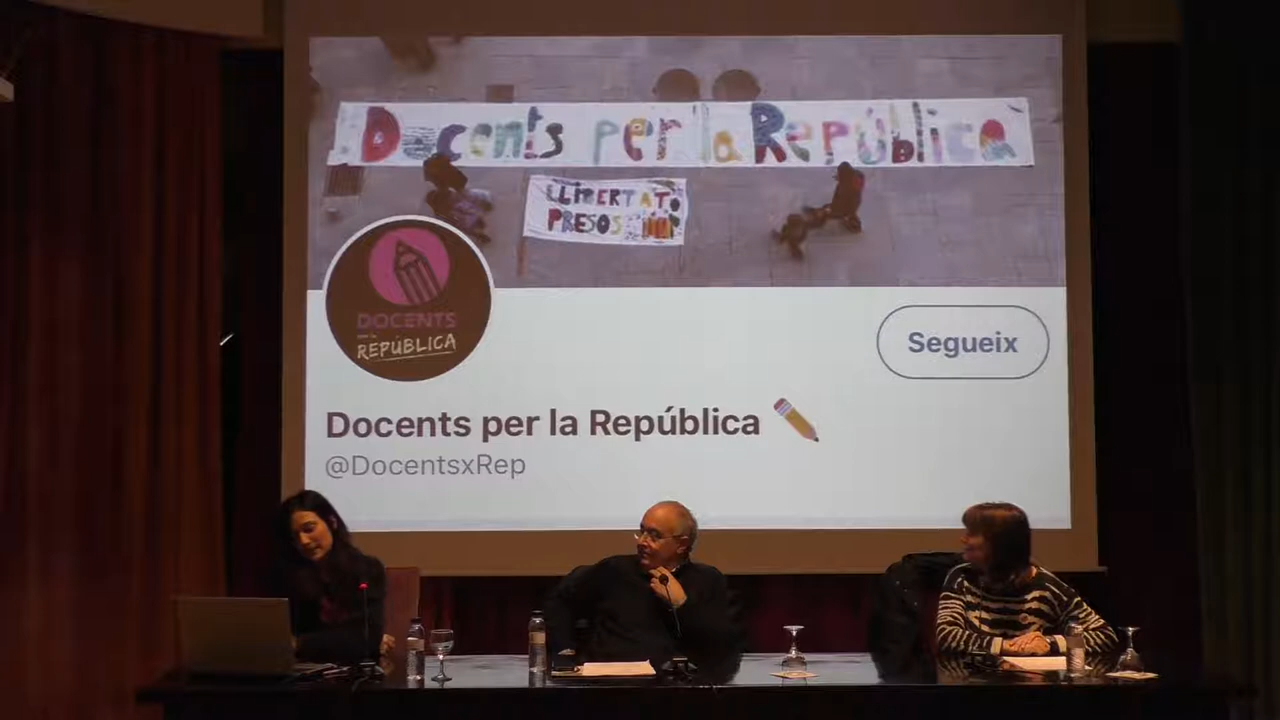 Docents per la República
LLIBERTAT
PRESOS
DOCENTS
REPÚBLICA
Segueix
Docents per la República
@DocentsxRep